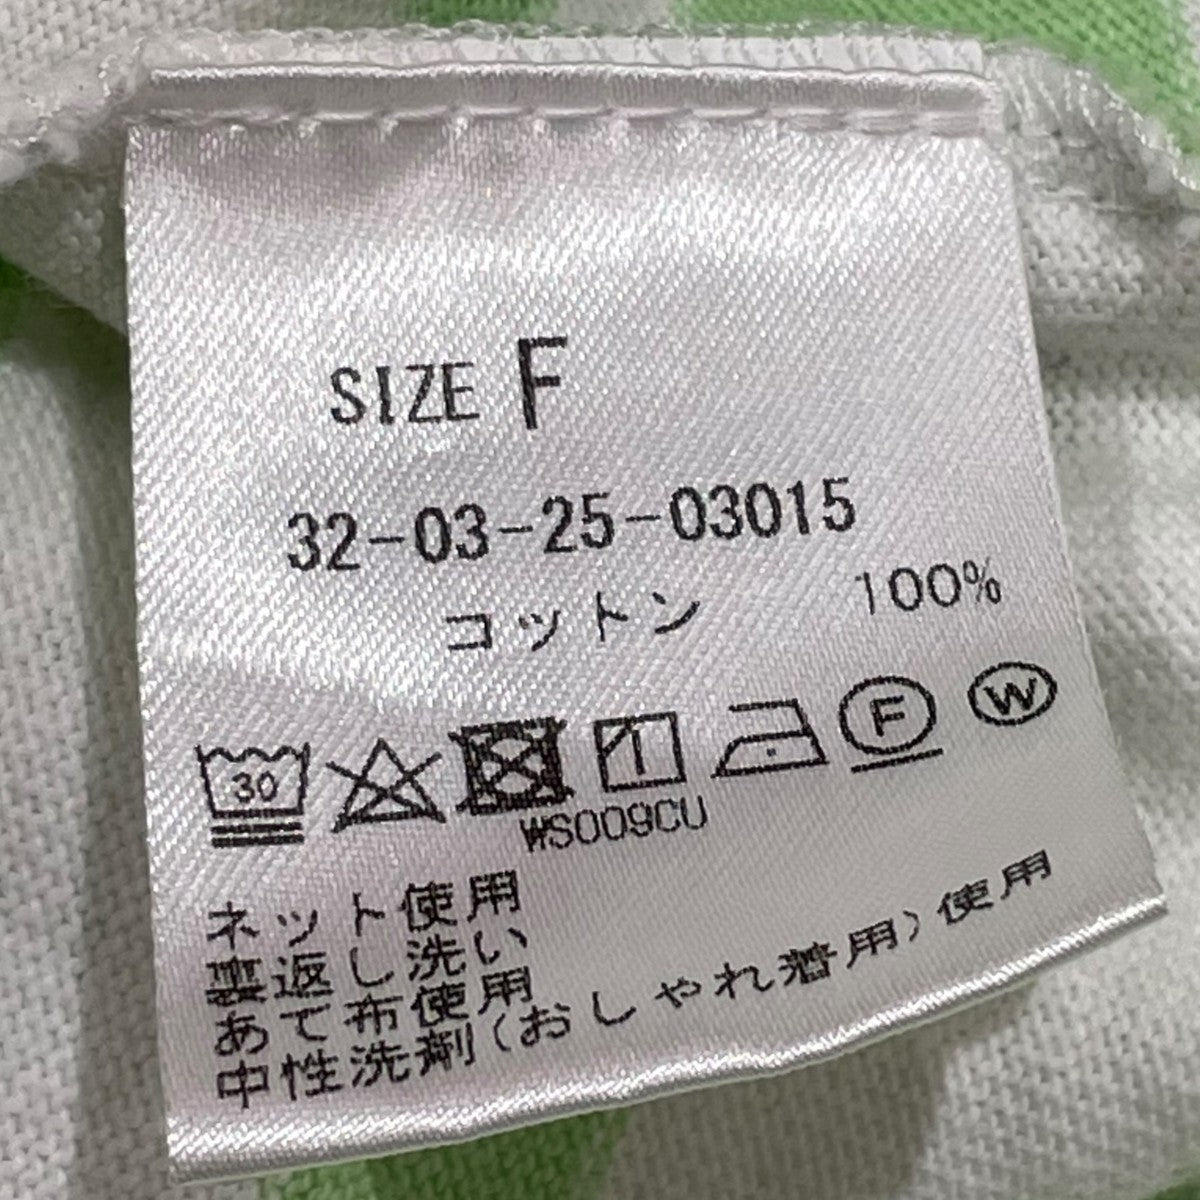 SIZE F
32-03-25-03015
コットン 100%
30 F W
WS009CU
ネット使用
裏返し洗い
あて布使用
中性洗剤(おしゃれ着用)使用